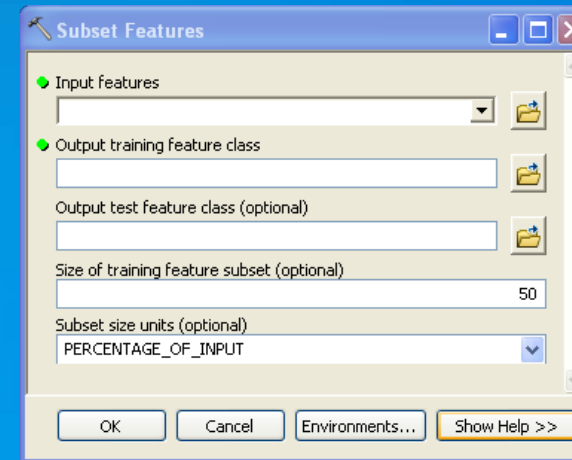 Subset Features
Input features
Output training feature class
Output test feature class (optional)
Size of training feature subset (optional)
50
Subset size units (optional)
PERCENTAGE_OF_INPUT
OK Cancel Environments... Show Help >>